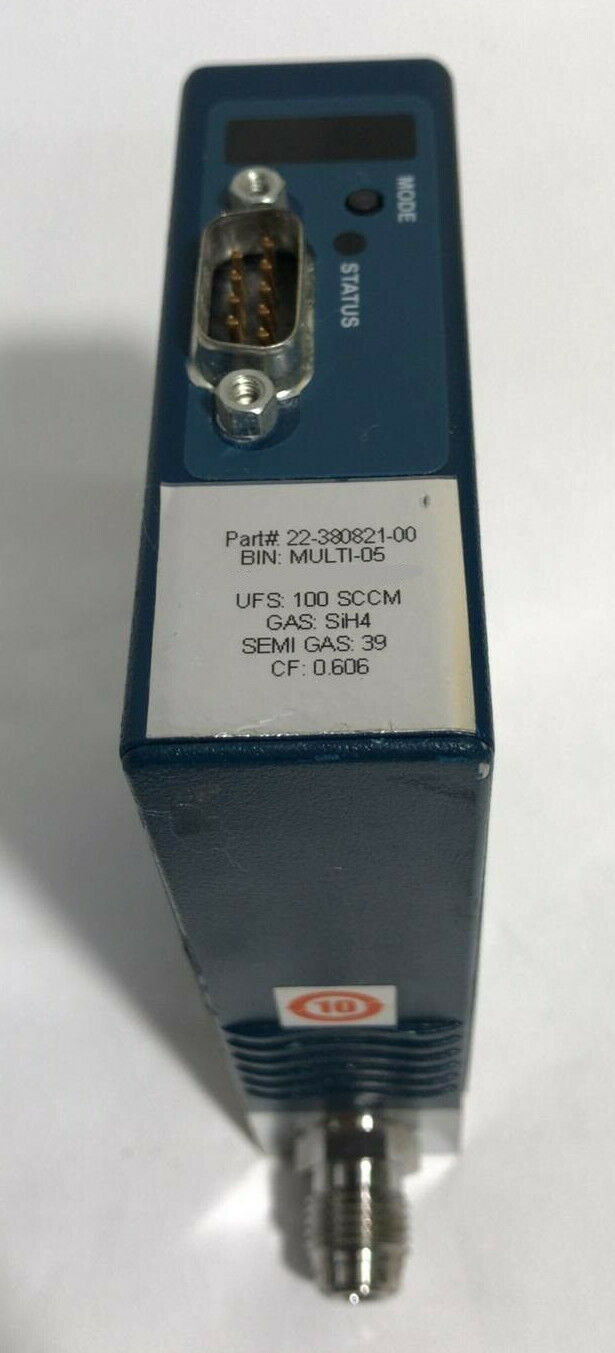 MODE
STATUS
Part#: 22-380821-00
BIN: MULTI-05
UFS: 100 SCCM
GAS: SiH4
SEMI GAS: 39
CF: 0.606
10